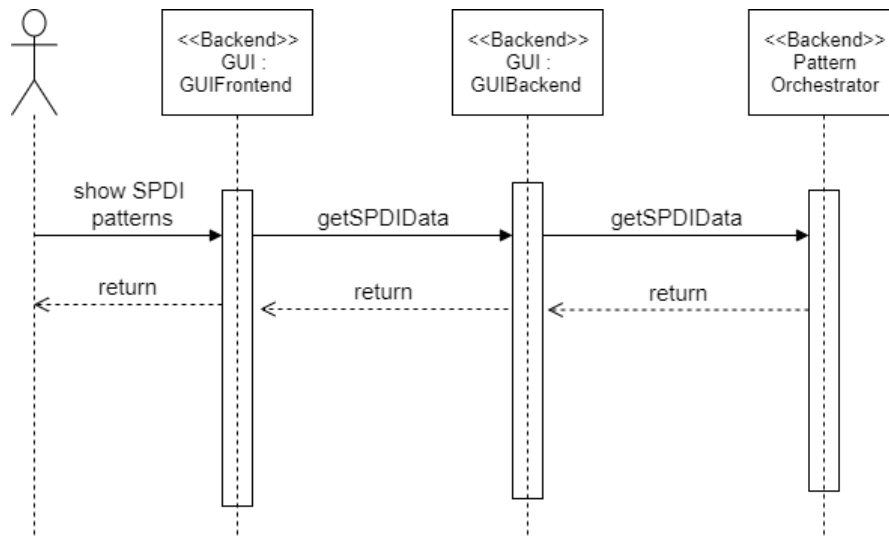 <<Backend>>
GUI :
GUIFrontend
<<Backend>>
GUI :
GUIBackend
<<Backend>>
Pattern
Orchestrator
show SPDI
patterns
getSPDIData
getSPDIData
return
return
return